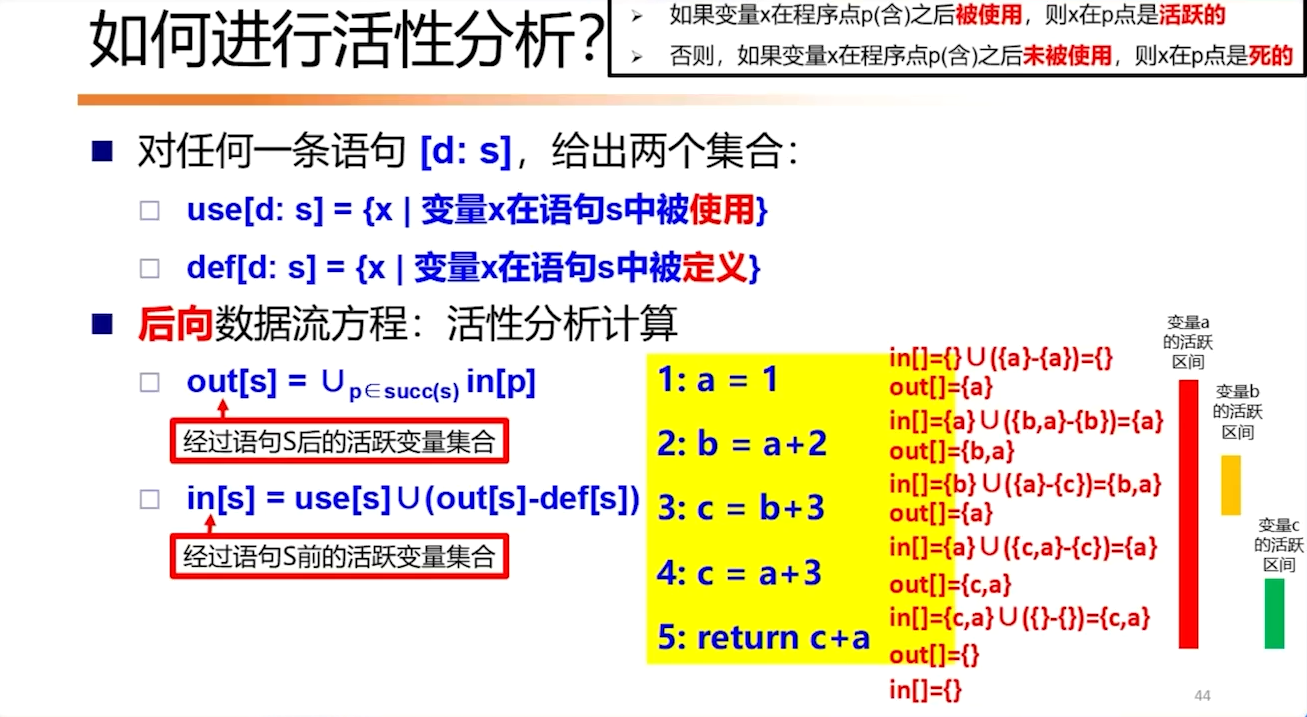 如何进行活性分析？
➢ 如果变量x在程序点p(含)之后被使用，则x在p点是活跃的
➢ 否则，如果变量x在程序点p(含)之后未被使用，则x在p点是死的
■ 对任何一条语句 [d: s]，给出两个集合：
□ use[d: s] = {x | 变量x在语句s中被使用}
□ def[d: s] = {x | 变量x在语句s中被定义}
■ 后向数据流方程：活性分析计算
□ out[s] = ∪p∈succ(s) in[p]
经过语句S后的活跃变量集合
□ in[s] = use[s]∪(out[s]-def[s])
经过语句S前的活跃变量集合
1: a = 1
2: b = a+2
3: c = b+3
4: c = a+3
5: return c+a
in[]={}∪({a}-{a})={}
out[]={a}
in[]={a}∪({b,a}-{b})={a}
out[]={b,a}
in[]={b}∪({a}-{c})={b,a}
out[]={a}
in[]={a}∪({c,a}-{c})={a}
out[]={c,a}
in[]={c,a}∪({}-{})={c,a}
out[]={}
in[]={}
变量a
的活跃
区间
变量b
的活跃
区间
变量c
的活跃
区间
44